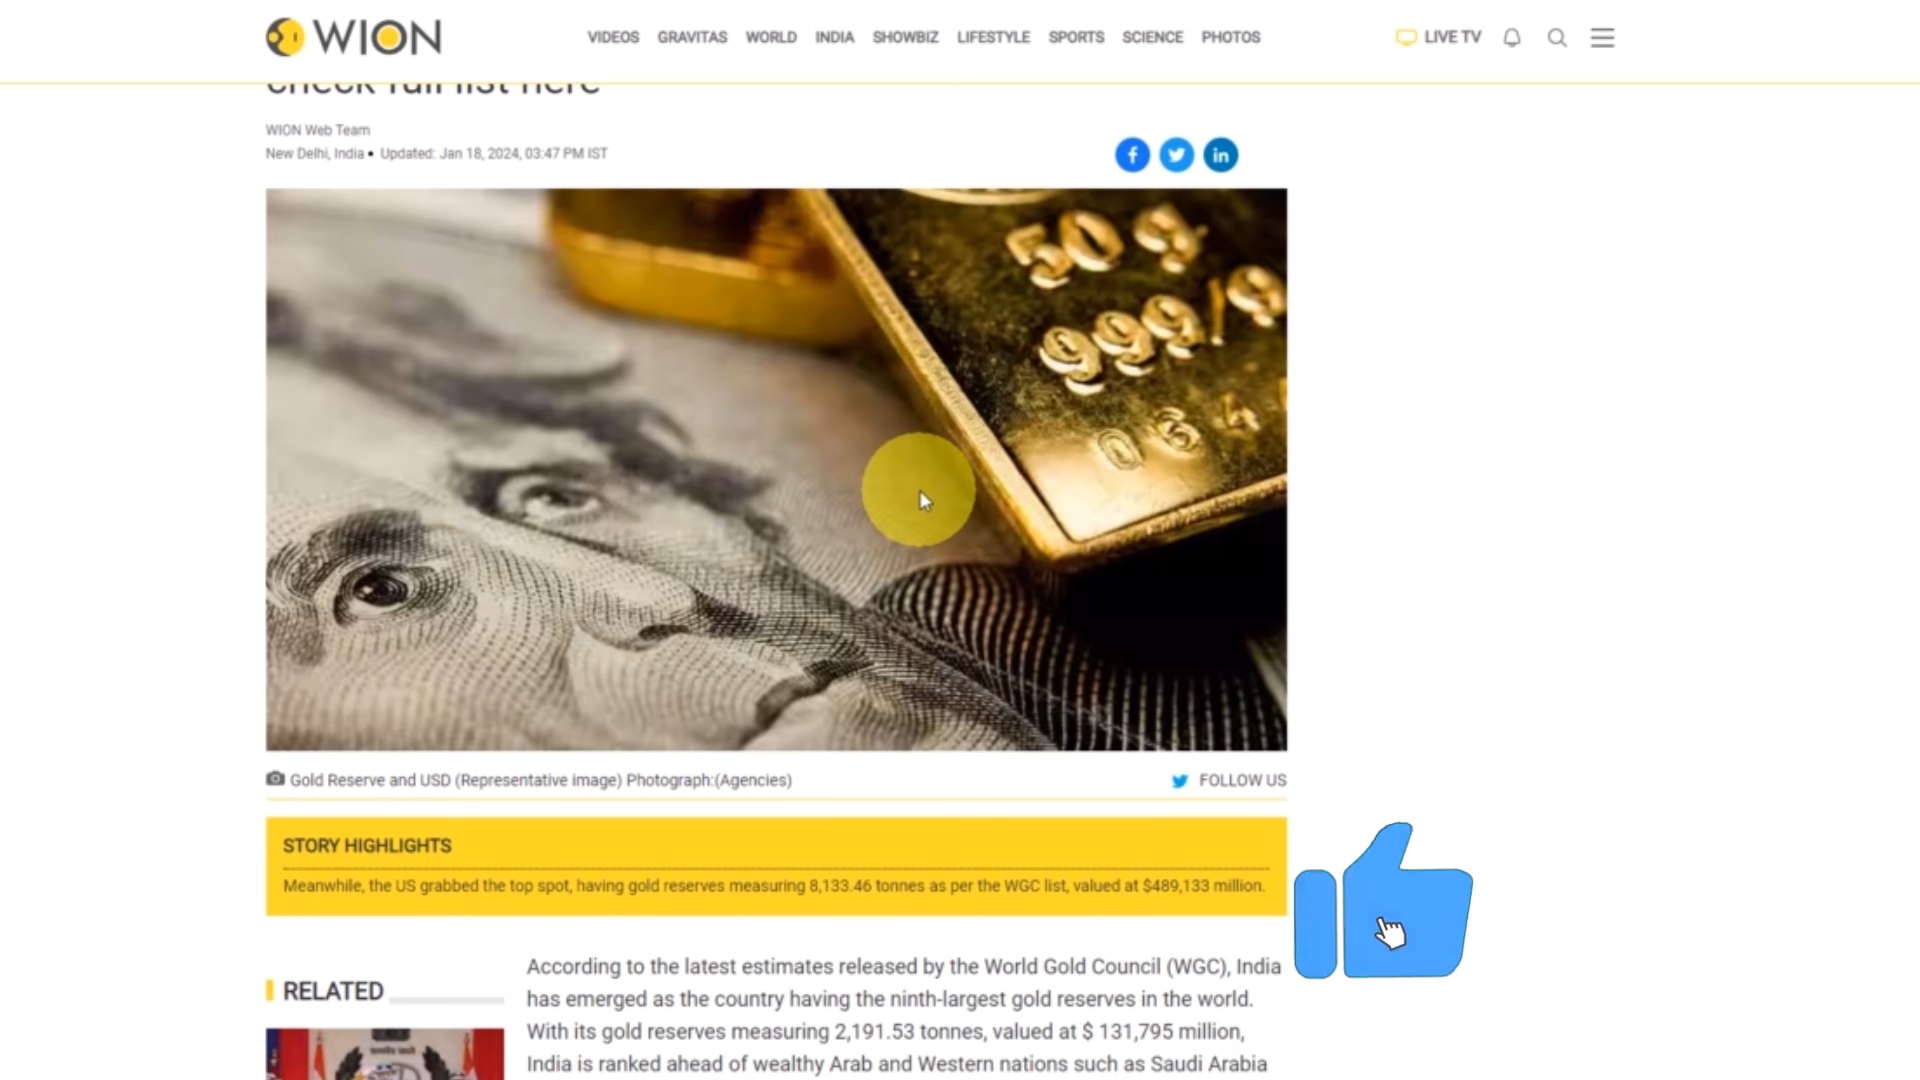 WION
VIDEOS GRAVITAS WORLD INDIA SHOWBIZ LIFESTYLE SPORTS SCIENCE PHOTOS
LIVE TV
check full list here
WION Web Team
New Delhi, India • Updated: Jan 18, 2024, 03:47 PM IST
50
999/9
064
Gold Reserve and USD (Representative image) Photograph:(Agencies)
FOLLOW US
STORY HIGHLIGHTS
Meanwhile, the US grabbed the top spot, having gold reserves measuring 8,133.46 tonnes as per the WGC list, valued at $489,133 million.
RELATED
According to the latest estimates released by the World Gold Council (WGC), India
has emerged as the country having the ninth-largest gold reserves in the world.
With its gold reserves measuring 2,191.53 tonnes, valued at $ 131,795 million,
India is ranked ahead of wealthy Arab and Western nations such as Saudi Arabia